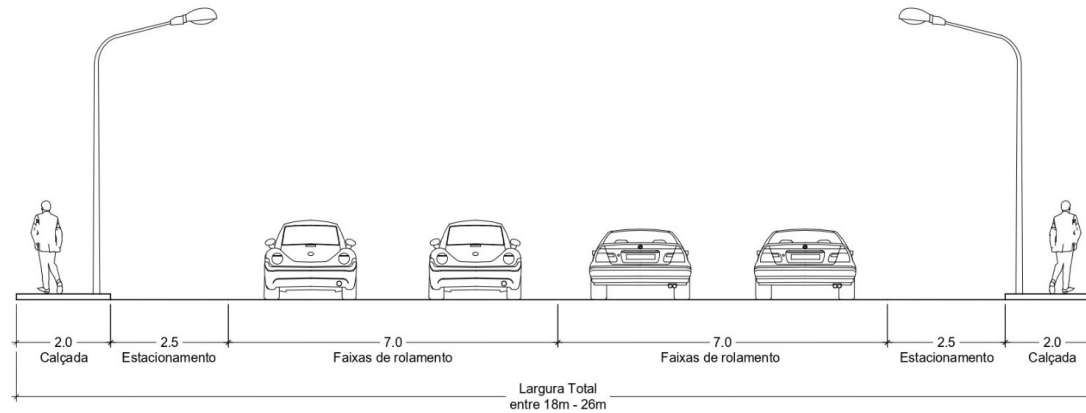 2.0
Calçada
2.5
Estacionamento
7.0
Faixas de rolamento
7.0
Faixas de rolamento
2.5
Estacionamento
2.0
Calçada
Largura Total
entre 18m - 26m